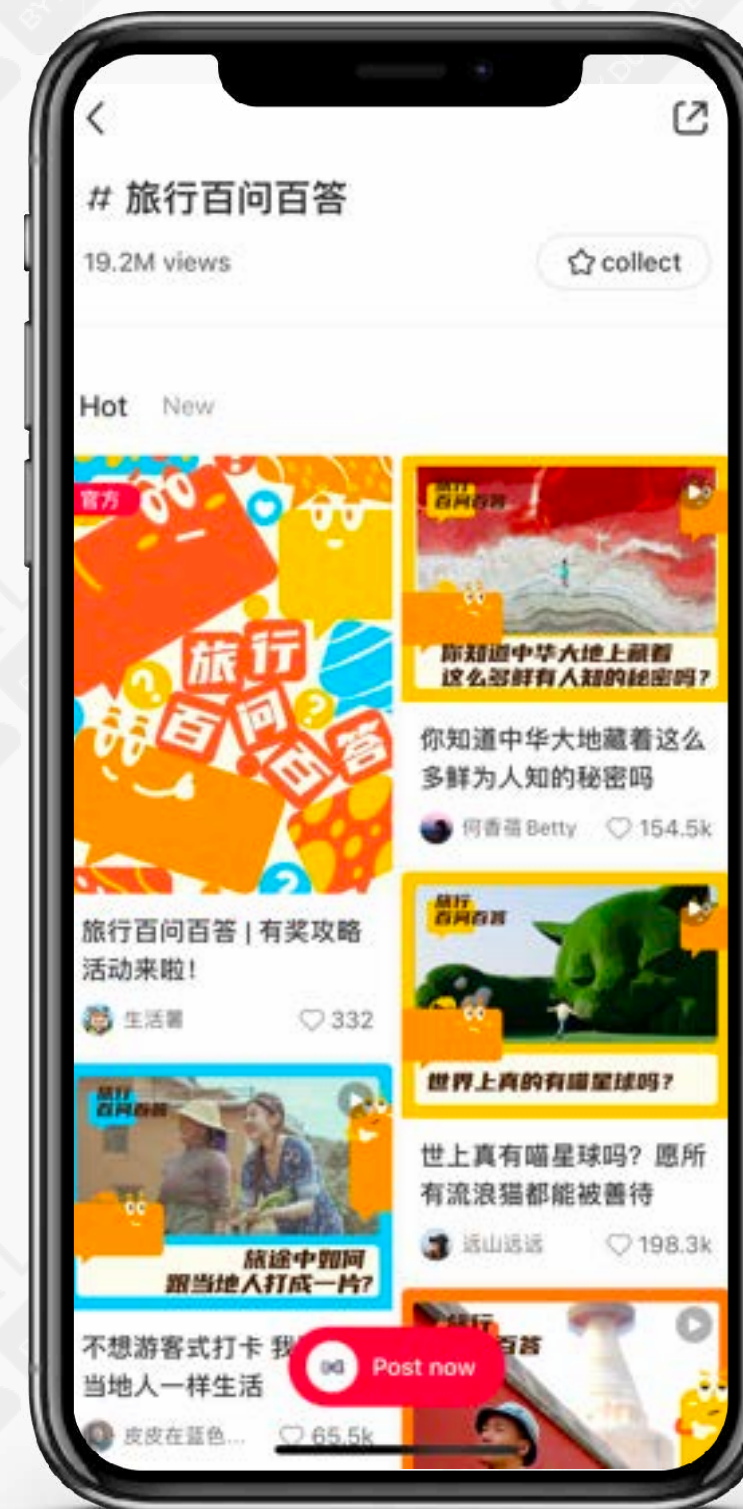 # 旅行百问百答
19.2M views
collect
Hot
New
官方
旅行
百问百答
旅行百问百答 | 有奖攻略
活动来啦！
生活薯
332
旅行
百问百答
旅途中如何
跟当地人打成一片?
不想游客式打卡 我
当地人一样生活
皮皮在蓝色...
65.5k
旅行
百问百答
你知道中华大地上藏着
这么多鲜有人知的秘密吗?
你知道中华大地藏着这么
多鲜为人知的秘密吗
何香蓓 Betty
154.5k
旅行
百问百答
世界上真的有喵星球吗?
世上真有喵星球吗？愿所
有流浪猫都能被善待
远山远远
198.3k
旅行
百答
Post now